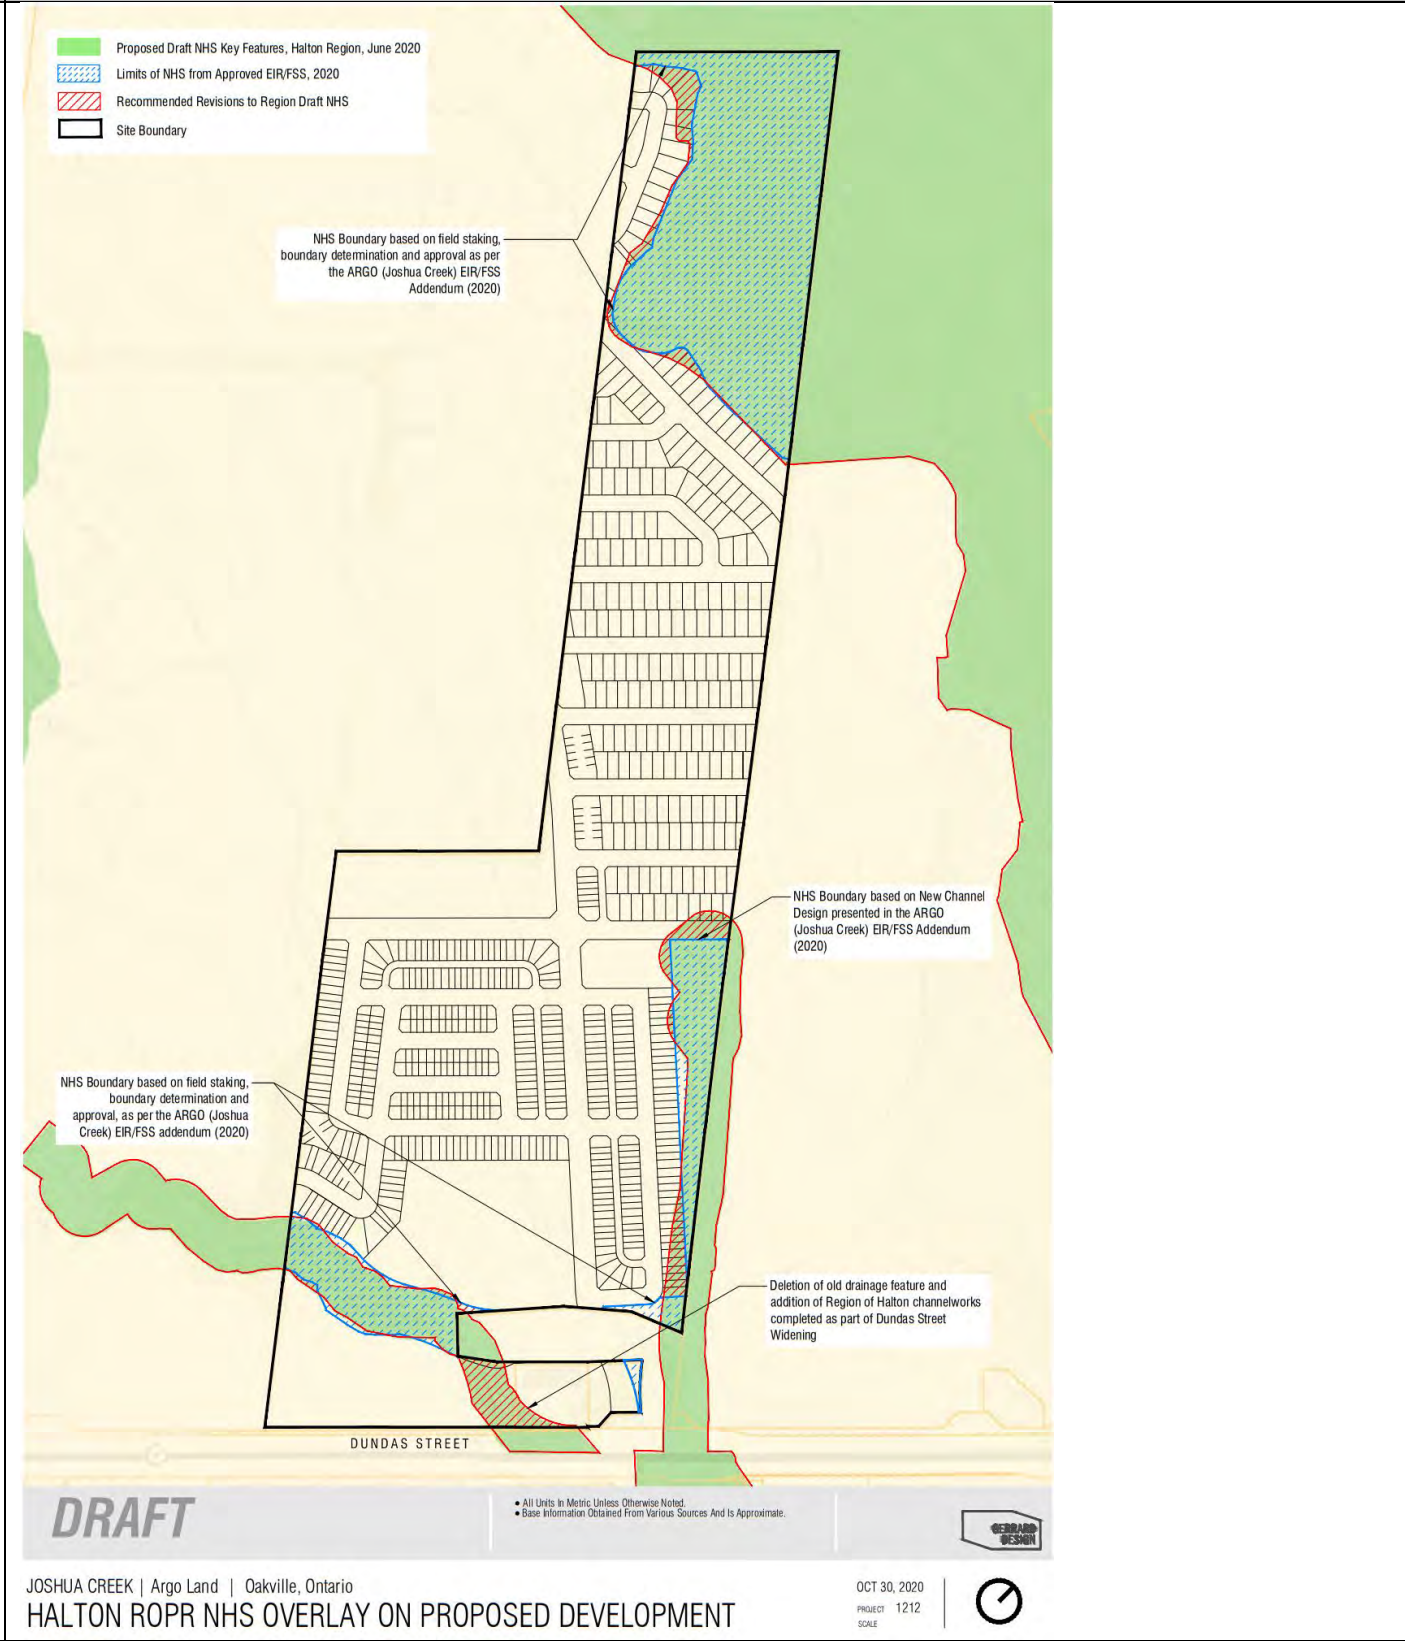 Proposed Draft NHS Key Features, Halton Region, June 2020
Limits of NHS from Approved EIR/FSS, 2020
Recommended Revisions to Region Draft NHS
Site Boundary
NHS Boundary based on field staking,
boundary determination and approval as per
the ARGO (Joshua Creek) EIR/FSS
Addendum (2020)
NHS Boundary based on New Channel
Design presented in the ARGO
(Joshua Creek) EIR/FSS Addendum
(2020)
NHS Boundary based on field staking,
boundary determination and
approval, as per the ARGO (Joshua
Creek) EIR/FSS addendum (2020)
Deletion of old drainage feature and
addition of Region of Halton channelworks
completed as part of Dundas Street
Widening
DUNDAS STREET
DRAFT
● All Units In Metric Unless Otherwise Noted.
● Base Information Obtained From Various Sources And Is Approximate.
GERRARD
DESIGN
JOSHUA CREEK | Argo Land | Oakville, Ontario
HALTON ROPR NHS OVERLAY ON PROPOSED DEVELOPMENT
OCT 30, 2020
PROJECT 1212
SCALE